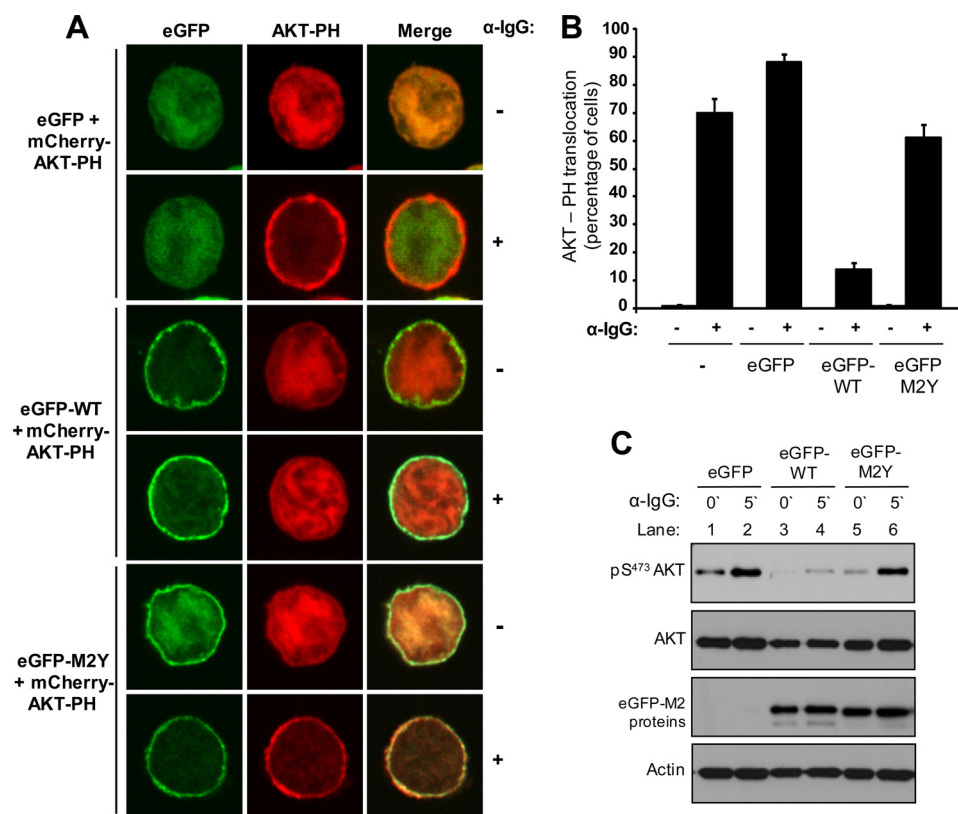 A
eGFP
AKT-PH
Merge
α-IgG:
eGFP +
mCherry-
AKT-PH
-
+
eGFP-WT
+ mCherry-
AKT-PH
-
+
eGFP-M2Y
+ mCherry-
AKT-PH
-
+
B
AKT – PH translocation
(percentage of cells)
100
90
80
70
60
50
40
30
20
10
0
α-IgG: - + - + - + - +
- eGFP eGFP- eGFP
WT M2Y
C
eGFP eGFP- eGFP-
WT M2Y
α-IgG: 0` 5` 0` 5` 0` 5`
Lane: 1 2 3 4 5 6
pS⁴⁷³ AKT
AKT
eGFP-M2
proteins
Actin